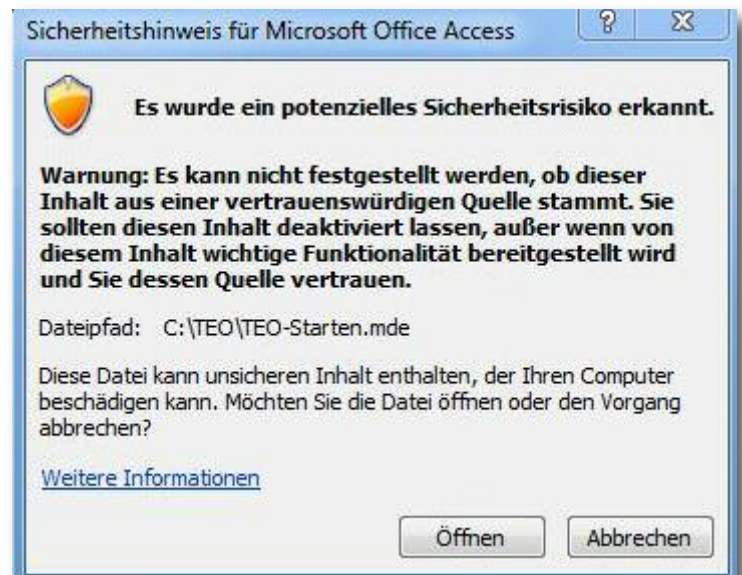 Sicherheitshinweis für Microsoft Office Access
Es wurde ein potenzielles Sicherheitsrisiko erkannt.
Warnung: Es kann nicht festgestellt werden, ob dieser
Inhalt aus einer vertrauenswürdigen Quelle stammt. Sie
sollten diesen Inhalt deaktiviert lassen, außer wenn von
diesem Inhalt wichtige Funktionalität bereitgestellt wird
und Sie dessen Quelle vertrauen.
Dateipfad: C:\TEO\TEO-Starten.mde
Diese Datei kann unsicheren Inhalt enthalten, der Ihren Computer
beschädigen kann. Möchten Sie die Datei öffnen oder den Vorgang
abbrechen?
Weitere Informationen
Öffnen Abbrechen